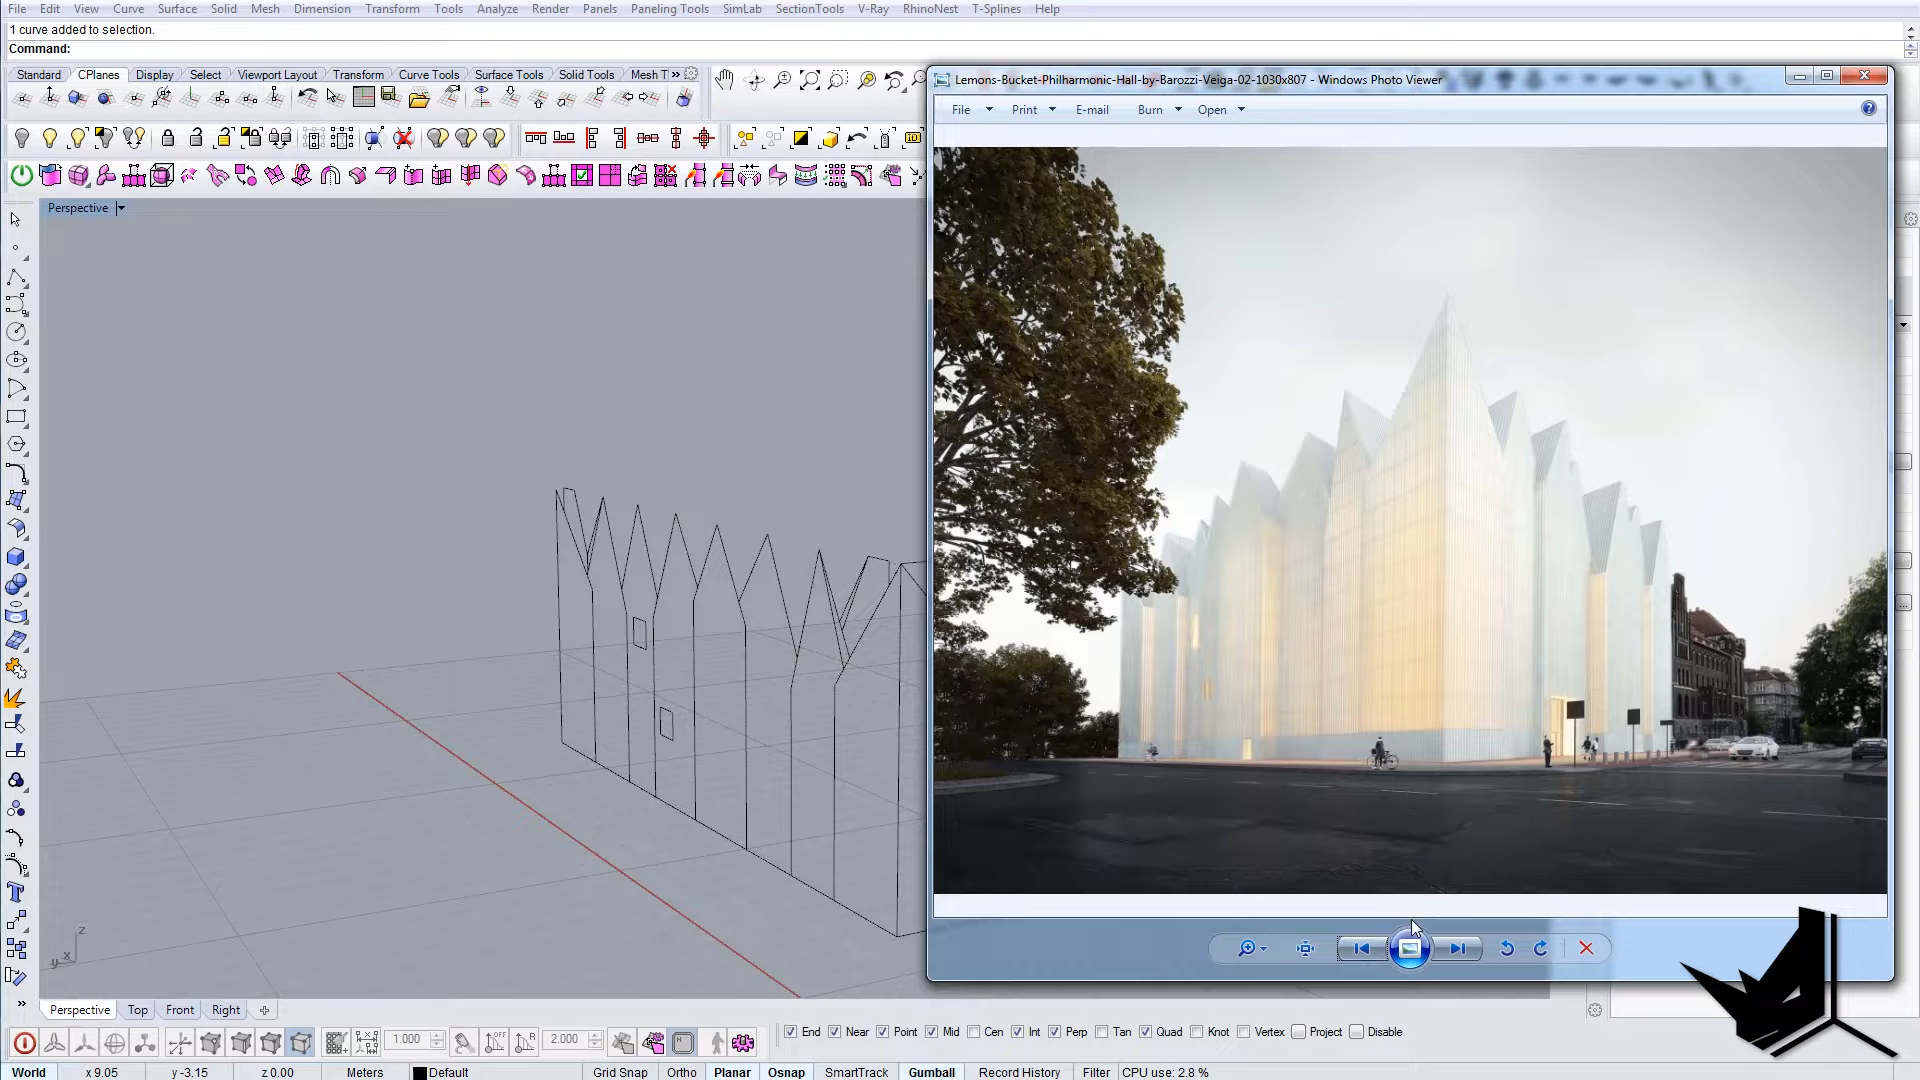 File Edit View Curve Surface Solid Mesh Dimension Transform Tools Analyze Render Panels Paneling Tools SimLab SectionTools V-Ray RhinoNest T-Splines Help
1 curve added to selection.
Command:
Standard CPlanes Display Select Viewport Layout Transform Curve Tools Surface Tools Solid Tools Mesh T »
Lemons-Bucket-Philharmonic-Hall-by-Barozzi-Veiga-02-1030x807 - Windows Photo Viewer
File Print E-mail Burn Open
Perspective
z
y x
Perspective Top Front Right
1.000 2.000 End Near Point Mid Cen Int Perp Tan Quad Knot Vertex Project Disable
World x 9.05 y -3.15 z 0.00 Meters Default Grid Snap Ortho Planar Osnap SmartTrack Gumball Record History Filter CPU use: 2.8 %